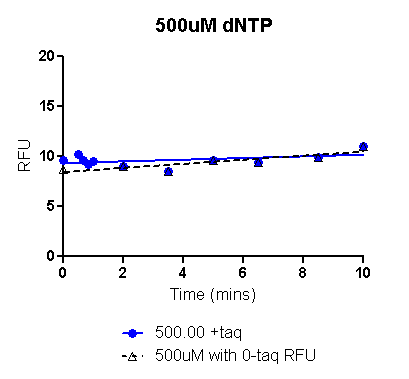 500uM dNTP
20
15
10
5
0
RFU
0 2 4 6 8 10
Time (mins)
500.00 +taq
500uM with 0-taq RFU